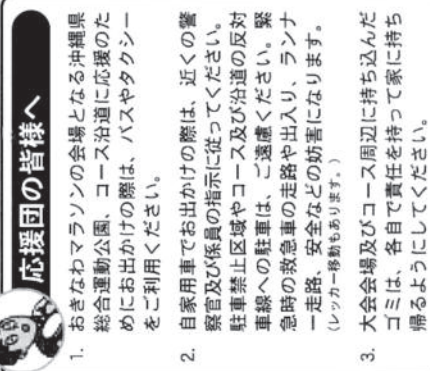 応援団の皆様へ
1. おきなわマラソンの会場となる沖縄県
総合運動公園、コース沿道に応援のた
めにお出かけの際は、バスやタクシー
をご利用ください。
2. 自家用車でお出かけの際は、近くの警
察官及び係員の指示に従ってください。
駐車禁止区域やコース及び沿道の反対
車線への駐車は、ご遠慮ください。緊
急時の救急車の走路や出入り、ランナ
ー走路、安全などの妨害になります。
(レッカー移動もあります。)
3. 大会会場及びコース周辺に持ち込んだ
ゴミは、各自で責任を持って家に持ち
帰るようにしてください。